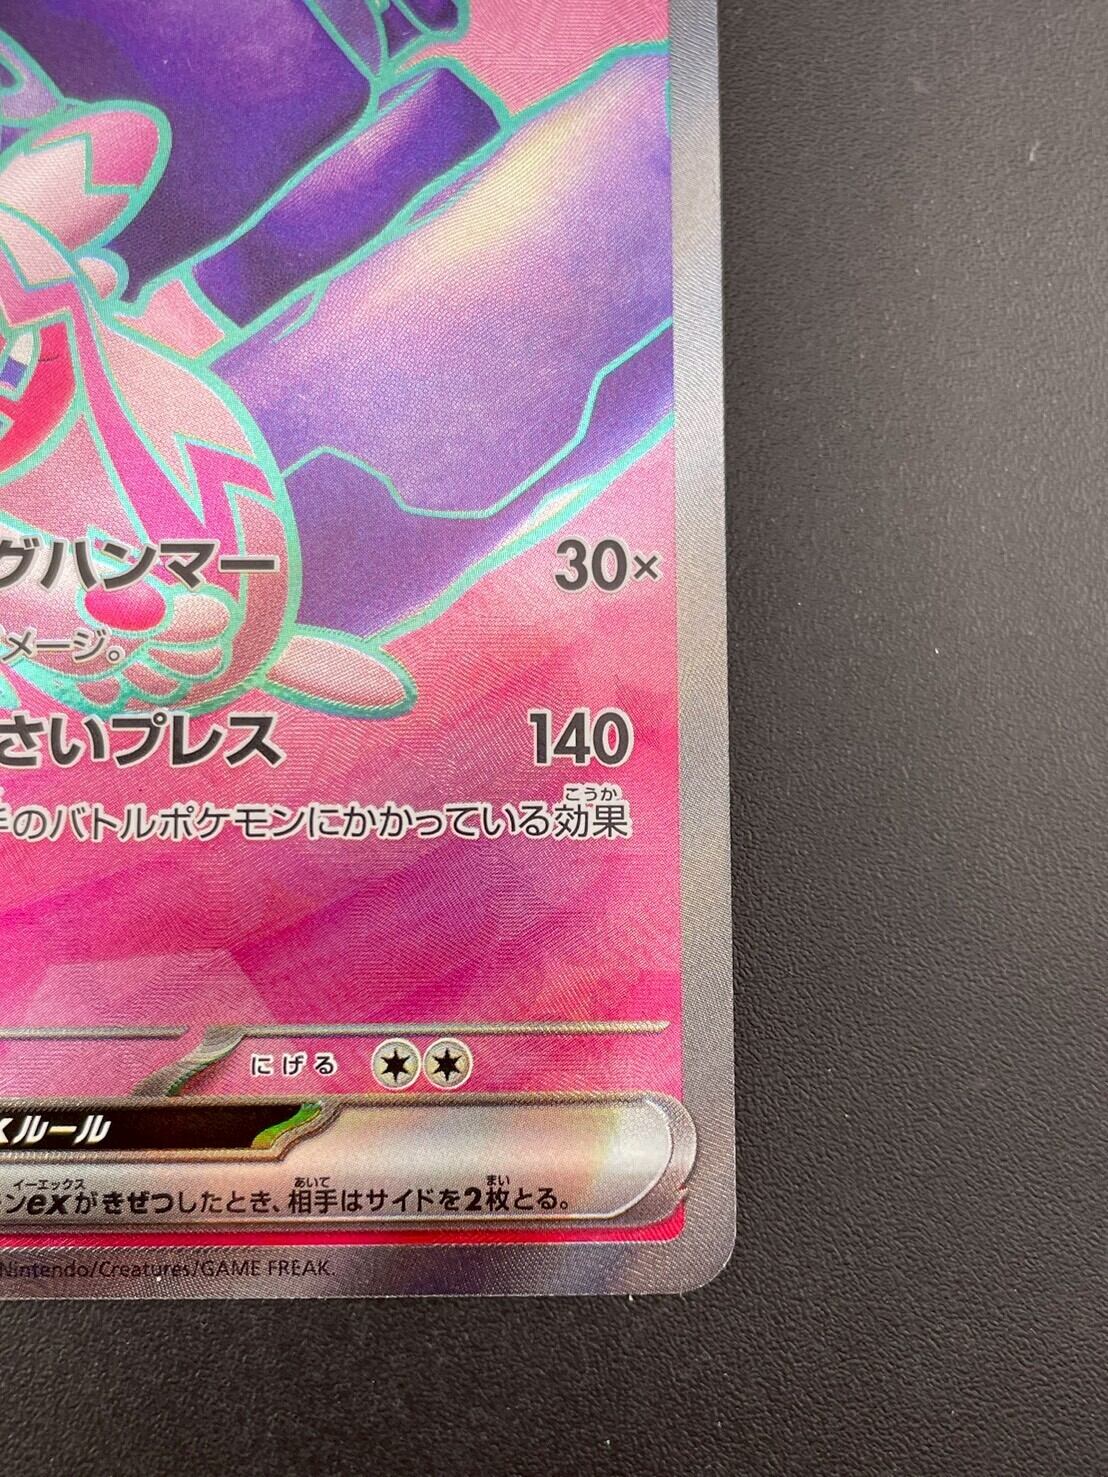 グハンマー 30×
メージ。
さいプレス 140
手のバトルポケモンにかかっている効果
こうか
にげる
ルール
ンexがきぜつしたとき、相手はサイドを2枚とる。
イーエックス あいて まい
Nintendo/Creatures/GAME FREAK.